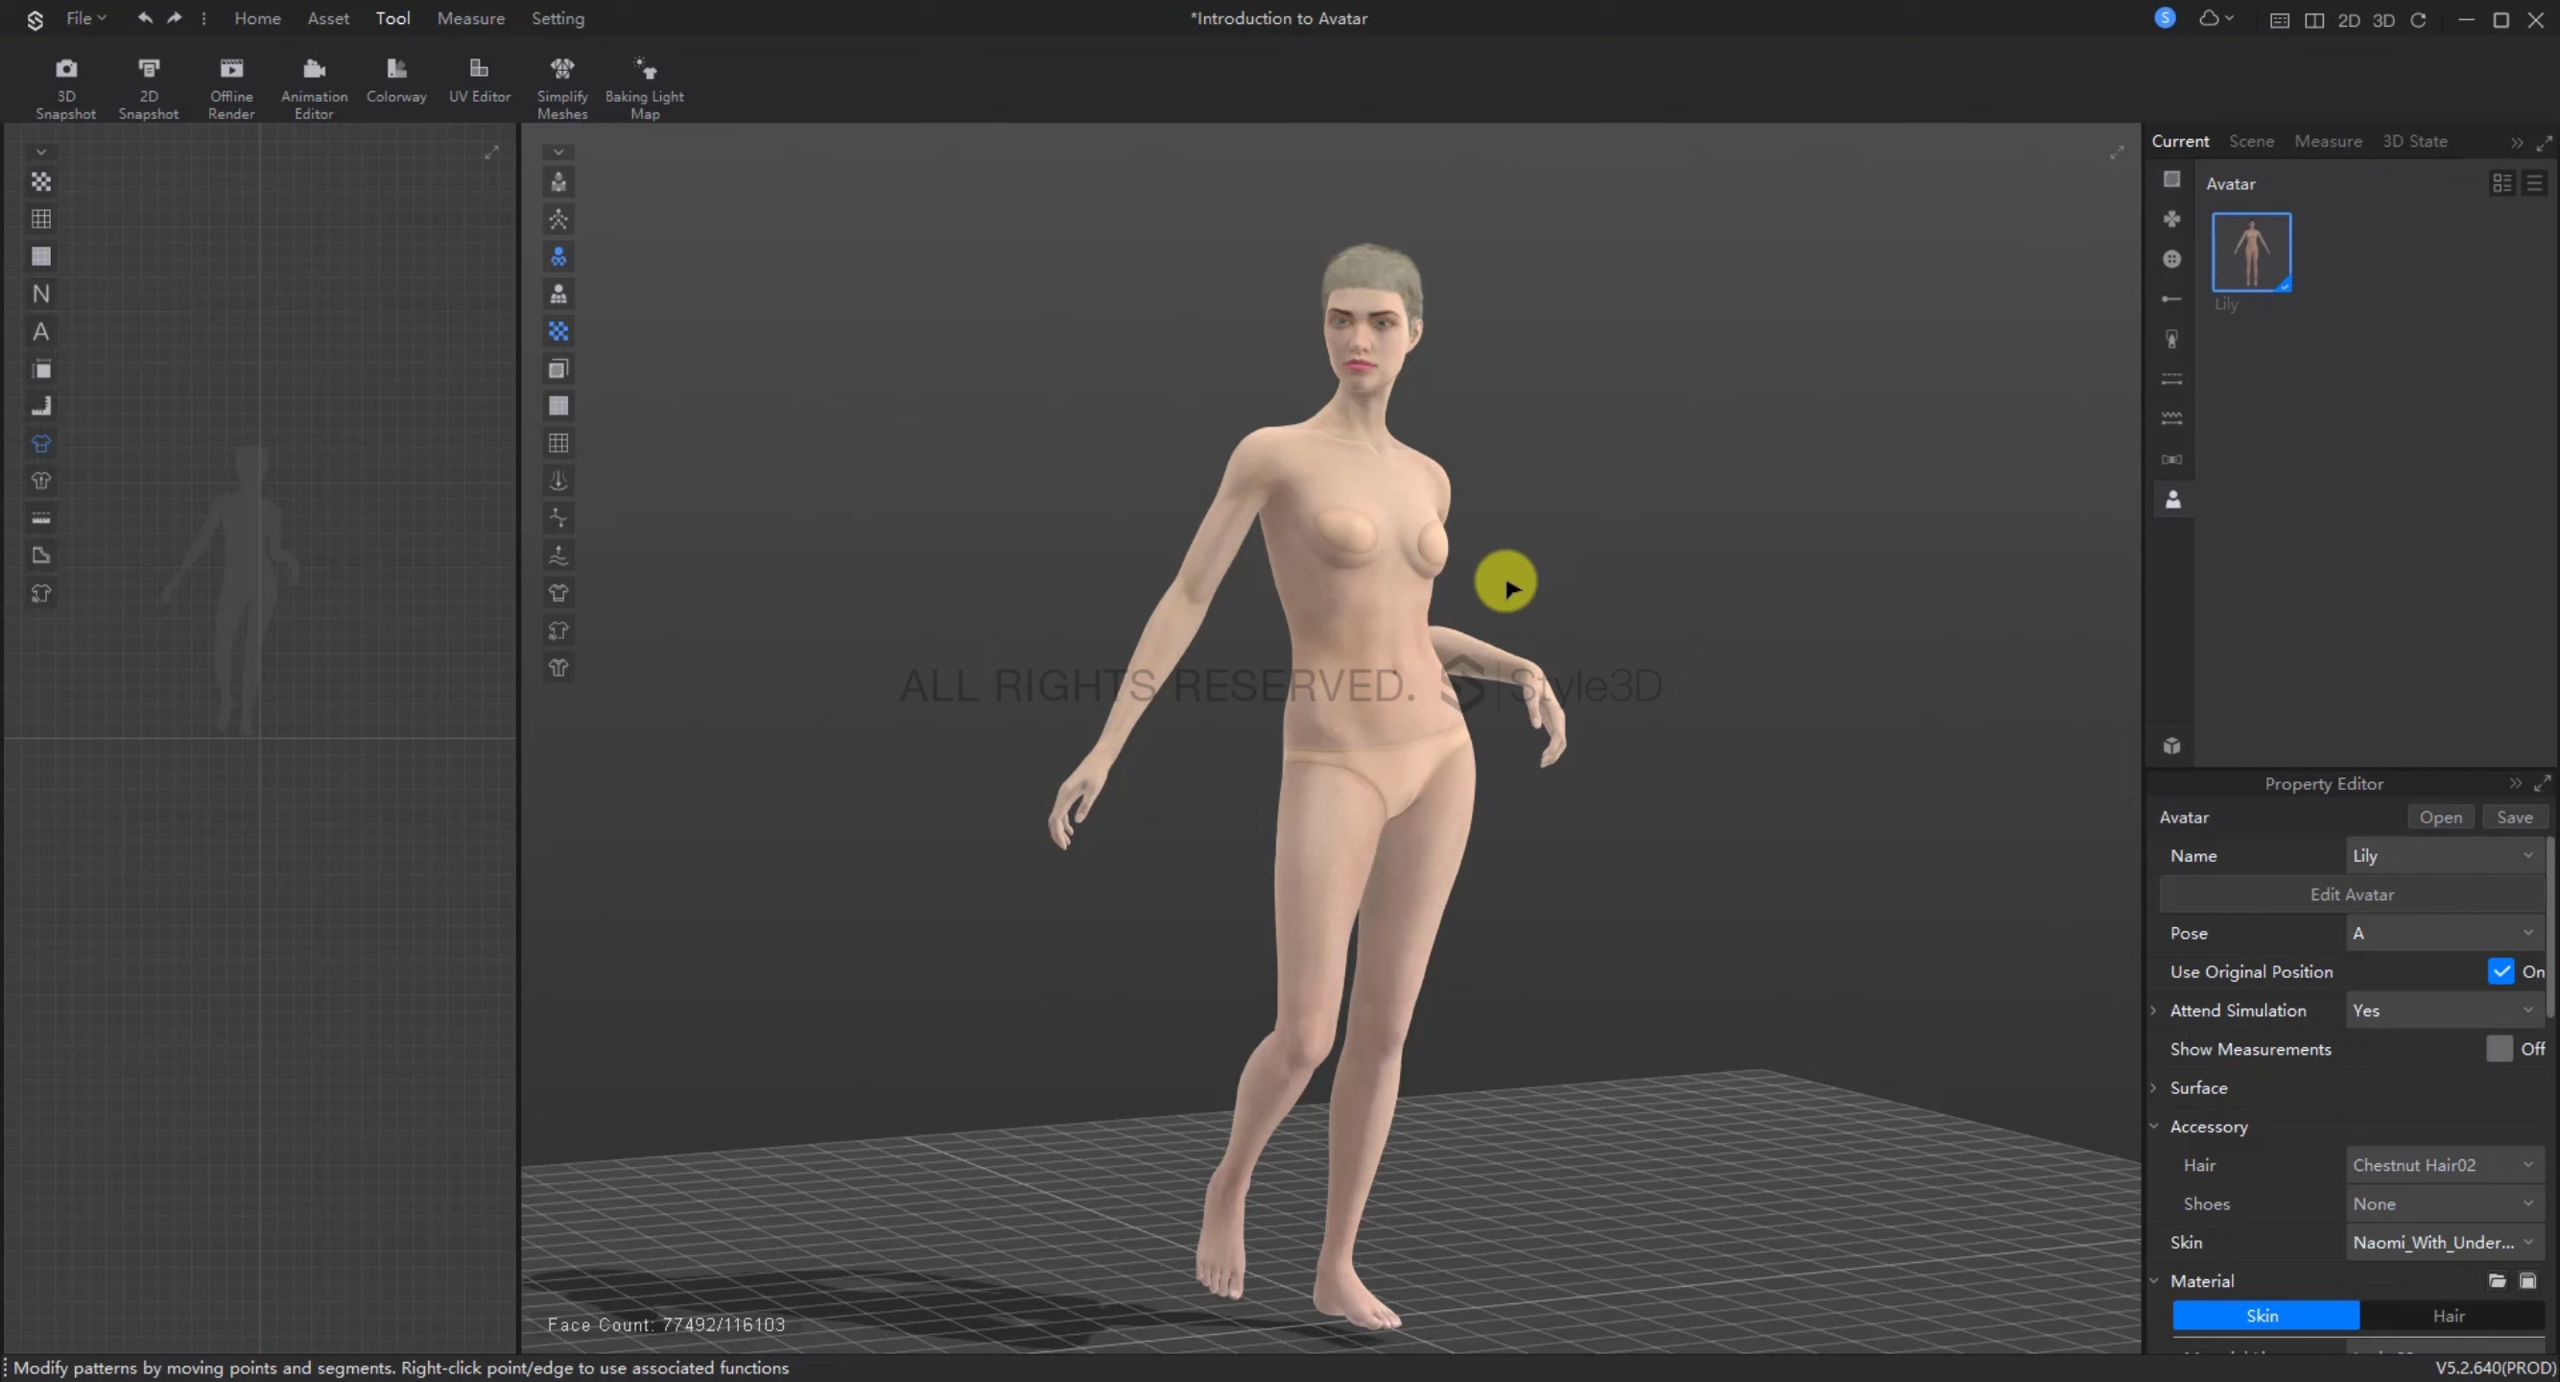 File
Home
Asset
Tool
Measure
Setting
*Introduction to Avatar
S
2D
3D
3D Snapshot
2D Snapshot
Offline Render
Animation Editor
Colorway
UV Editor
Simplify Meshes
Baking Light Map
N
A
ALL RIGHTS RESERVED. Style3D
Face Count: 77492/116103
Current
Scene
Measure
3D State
Avatar
Lily
Property Editor
Avatar
Open
Save
Name
Lily
Edit Avatar
Pose
A
Use Original Position
On
Attend Simulation
Yes
Show Measurements
Off
Surface
Accessory
Hair
Chestnut Hair02
Shoes
None
Skin
Naomi_With_Under...
Material
Skin
Hair
Modify patterns by moving points and segments. Right-click point/edge to use associated functions
V5.2.640(PROD)